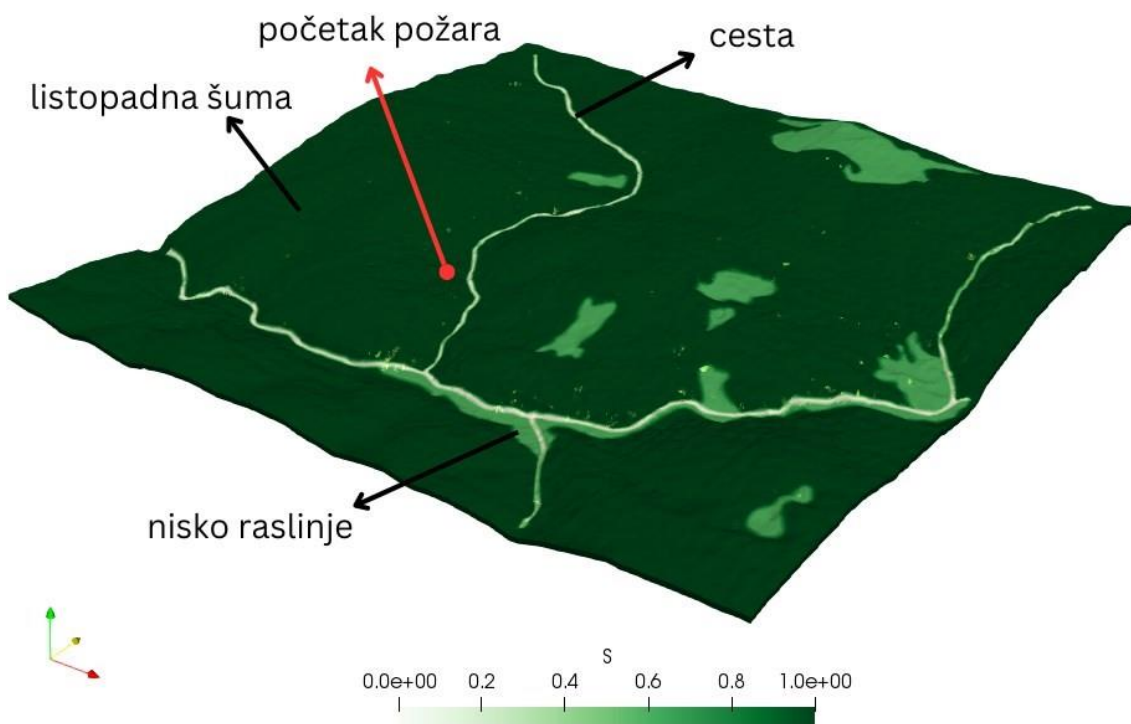 početak požara
cesta
listopadna šuma
nisko raslinje
S
0.0e+00 0.2 0.4 0.6 0.8 1.0e+00